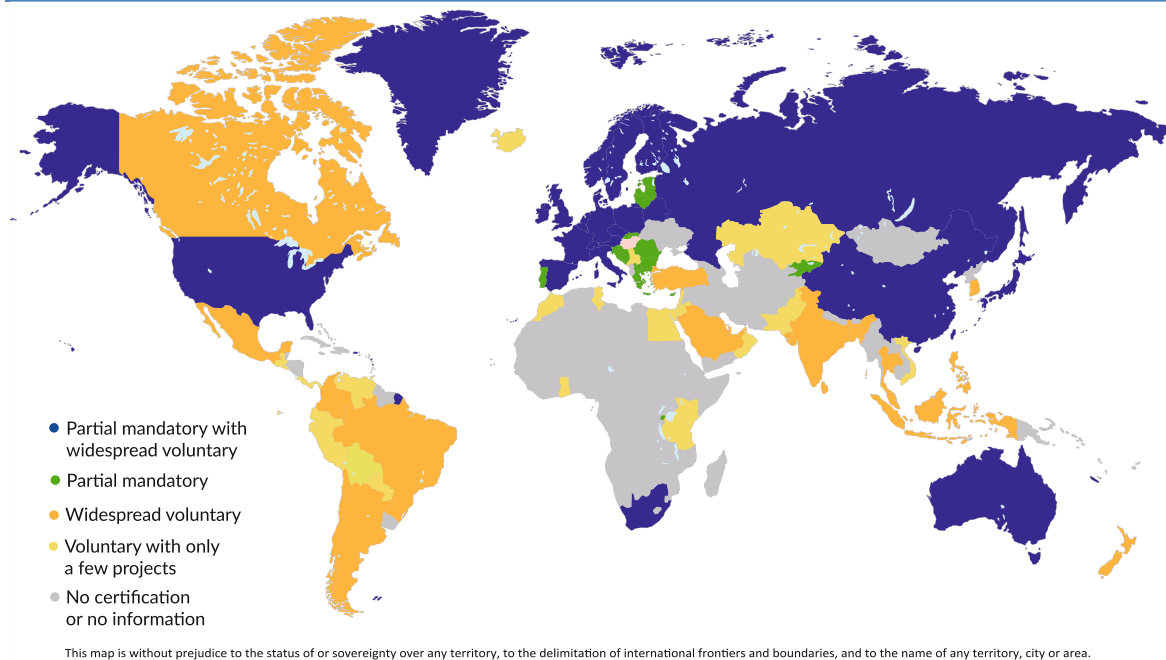 Partial mandatory with
widespread voluntary
Partial mandatory
Widespread voluntary
Voluntary with only
a few projects
No certification
or no information
This map is without prejudice to the status of or sovereignty over any territory, to the delimitation of international frontiers and boundaries, and to the name of any territory, city or area.